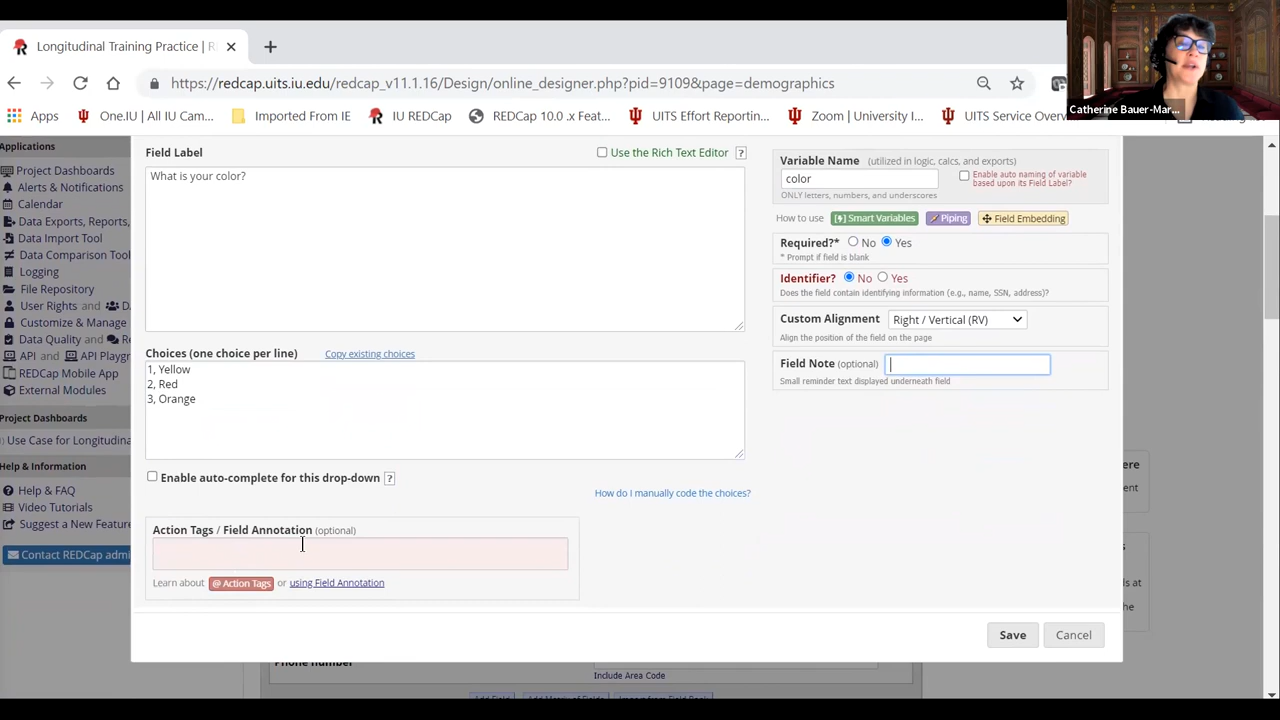 Longitudinal Training Practice | R
https://redcap.uits.iu.edu/redcap_v11.1.16/Design/online_designer.php?pid=9109&page=demographics
Catherine Bauer-Mar...
Apps
One.IU | All IU Cam...
Imported From IE
IU REDCap
REDCap 10.0 .x Feat...
UITS Effort Reportin...
Zoom | University I...
UITS Service Overv
Applications
Project Dashboards
Alerts & Notifications
Calendar
Data Exports, Reports,
Data Import Tool
Data Comparison Tool
Logging
File Repository
User Rights and Da
Customize & Manage
Data Quality and Re
API and API Playgr
REDCap Mobile App
External Modules
Project Dashboards
Use Case for Longitudina
Help & Information
Help & FAQ
Video Tutorials
Suggest a New Feature
Contact REDCap admi
Field Label
Use the Rich Text Editor ?
What is your color?
Choices (one choice per line)
Copy existing choices
1, Yellow
2, Red
3, Orange
Enable auto-complete for this drop-down ?
How do I manually code the choices?
Action Tags / Field Annotation (optional)
Learn about @ Action Tags or using Field Annotation
Variable Name (utilized in logic, calcs, and exports)
color
Enable auto naming of variable
based upon its Field Label?
ONLY letters, numbers, and underscores
How to use Smart Variables Piping Field Embedding
Required?* No Yes
* Prompt if field is blank
Identifier? No Yes
Does the field contain identifying information (e.g., name, SSN, address)?
Custom Alignment Right / Vertical (RV)
Align the position of the field on the page
Field Note (optional)
Small reminder text displayed underneath field
Save
Cancel
ere
ent
s
ds at
the
Phone number
Include Area Code